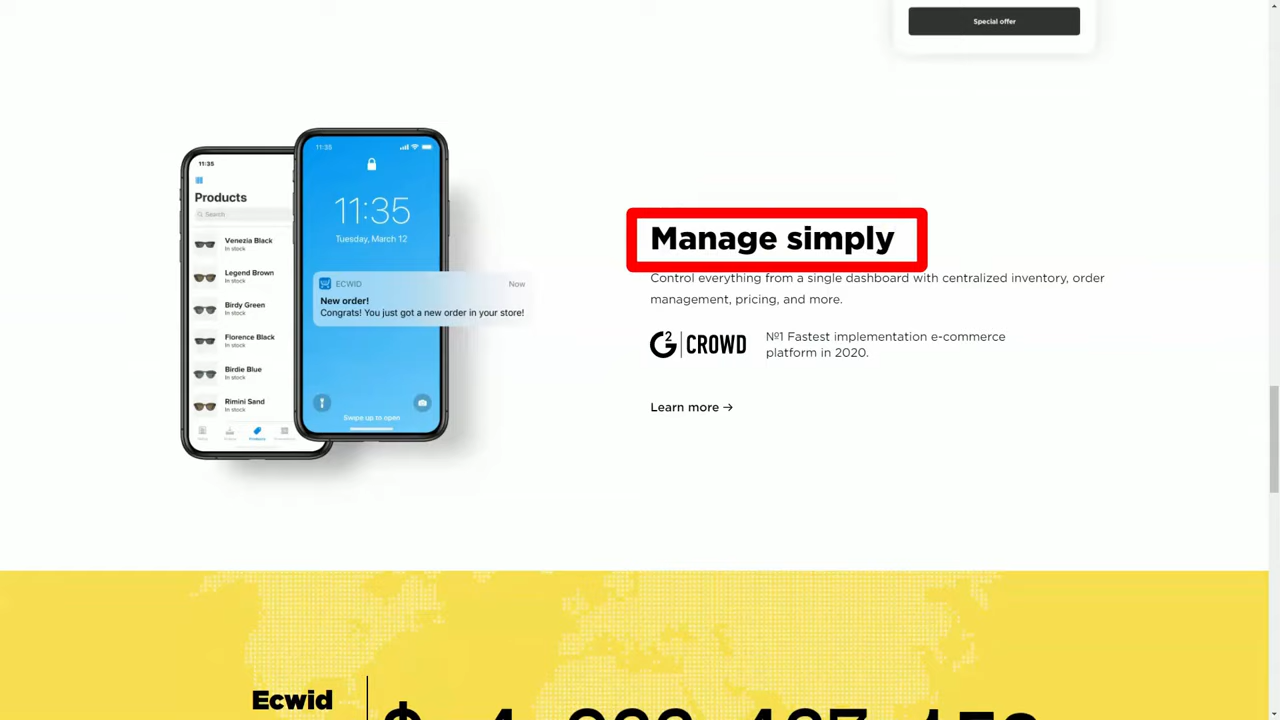 Special offer
11:35
Products
Search
Venezia Black
In stock
Legend Brown
In stock
Birdy Green
In stock
Florence Black
In stock
Birdie Blue
In stock
Rimini Sand
In stock
Products
11:35
11:35
Tuesday, March 12
ECWID
Now
New order!
Congrats! You just got a new order in your store!
Swipe up to open
Manage simply
Control everything from a single dashboard with centralized inventory, order
management, pricing, and more.
G2 | CROWD
№1 Fastest implementation e-commerce
platform in 2020.
Learn more →
Ecwid